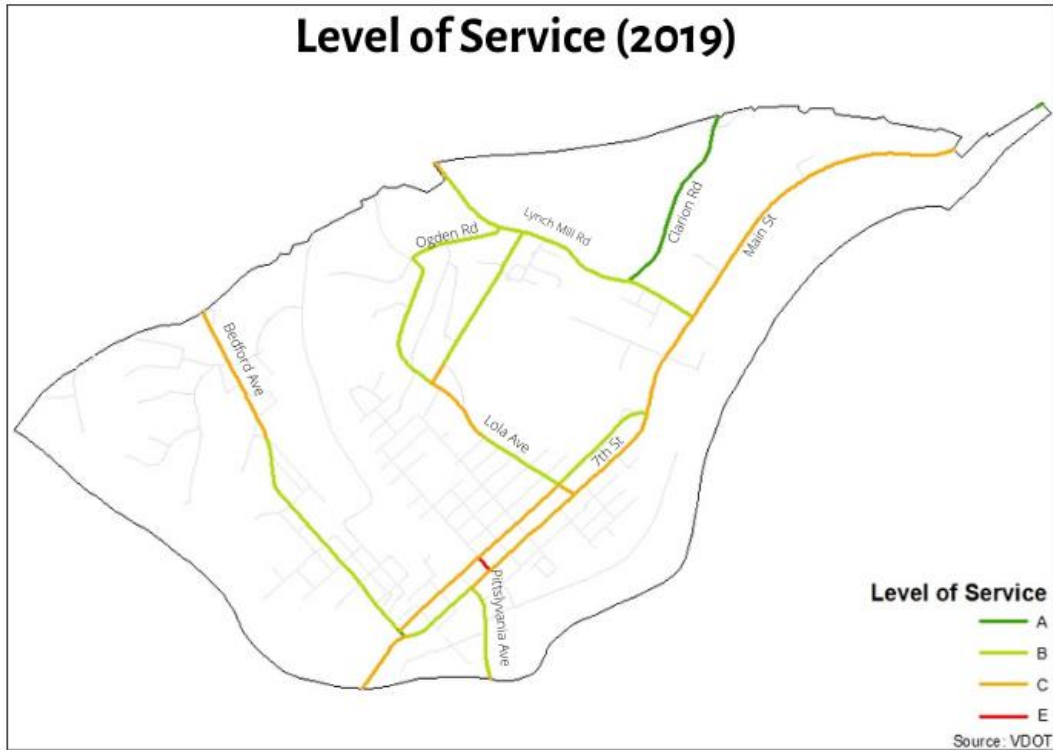 Level of Service (2019)
Clarion Rd
Lynch Mill Rd
Main St
Ogden Rd
Bedford Ave
Lola Ave
7th St
Pittslyvania Ave
Level of Service
A
B
C
E
Source: VDOT